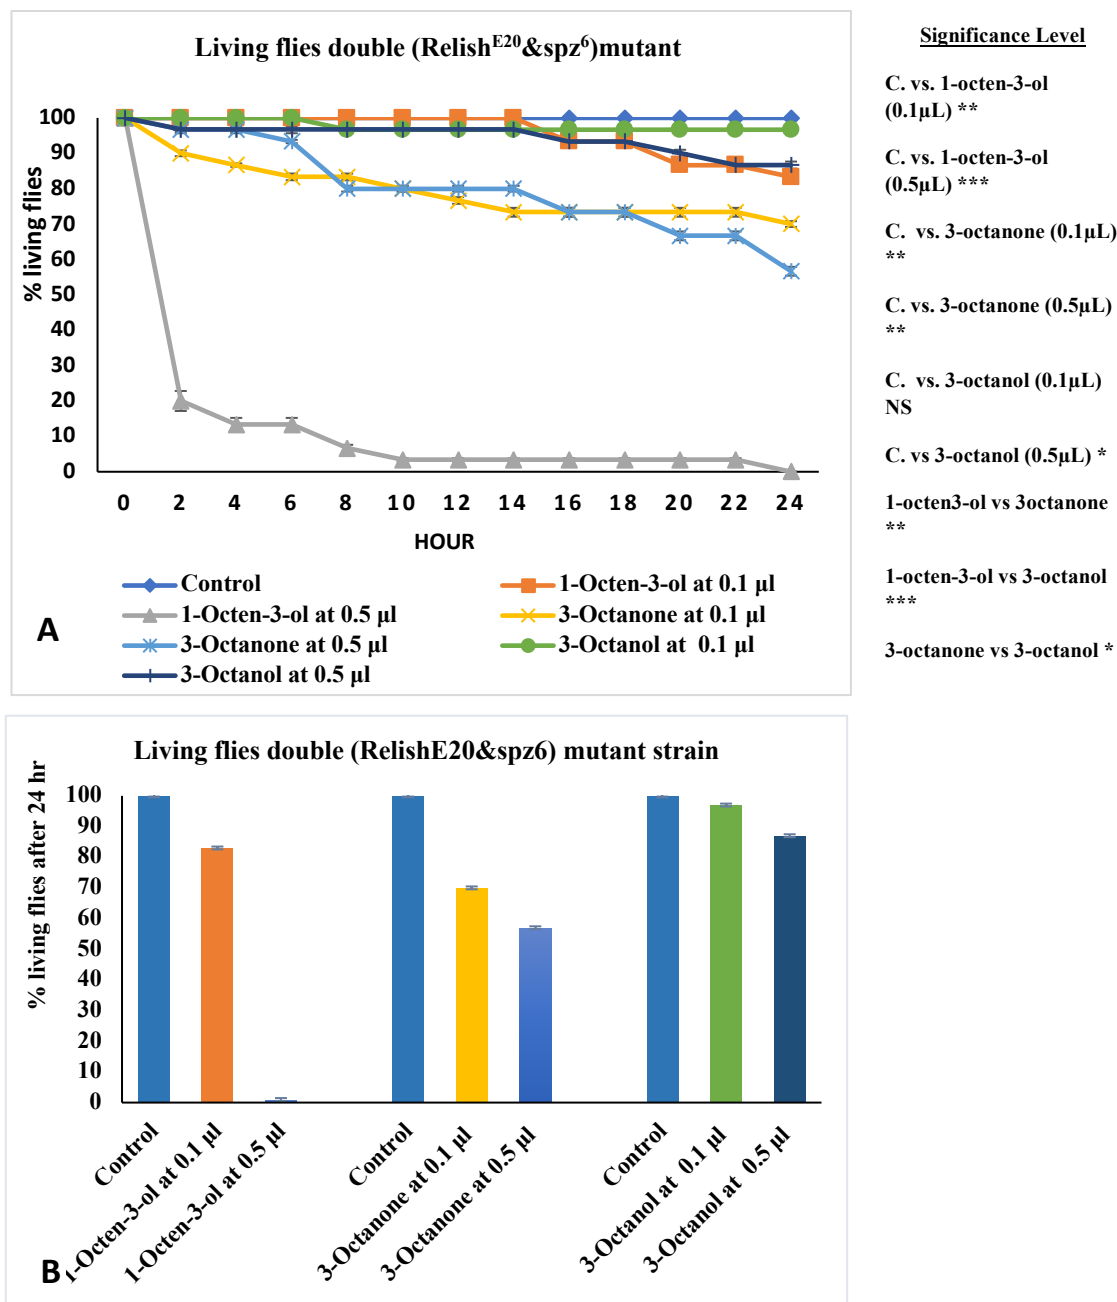 Living flies double (Relish^E20&spz^6)mutant
% living flies
100
90
80
70
60
50
40
30
20
10
0
0 2 4 6 8 10 12 14 16 18 20 22 24
HOUR
Control
1-Octen-3-ol at 0.1 µl
1-Octen-3-ol at 0.5 µl
3-Octanone at 0.1 µl
3-Octanone at 0.5 µl
3-Octanol at 0.1 µl
3-Octanol at 0.5 µl
A
Significance Level
C. vs. 1-octen-3-ol
(0.1µL) **
C. vs. 1-octen-3-ol
(0.5µL) ***
C. vs. 3-octanone (0.1µL)
**
C. vs. 3-octanone (0.5µL)
**
C. vs. 3-octanol (0.1µL)
NS
C. vs 3-octanol (0.5µL) *
1-octen3-ol vs 3octanone
**
1-octen-3-ol vs 3-octanol
***
3-octanone vs 3-octanol *
Living flies double (RelishE20&spz6) mutant strain
% living flies after 24 hr
100
90
80
70
60
50
40
30
20
10
0
Control
1-Octen-3-ol at 0.1 µl
1-Octen-3-ol at 0.5 µl
Control
3-Octanone at 0.1 µl
3-Octanone at 0.5 µl
Control
3-Octanol at 0.1 µl
3-Octanol at 0.5 µl
B